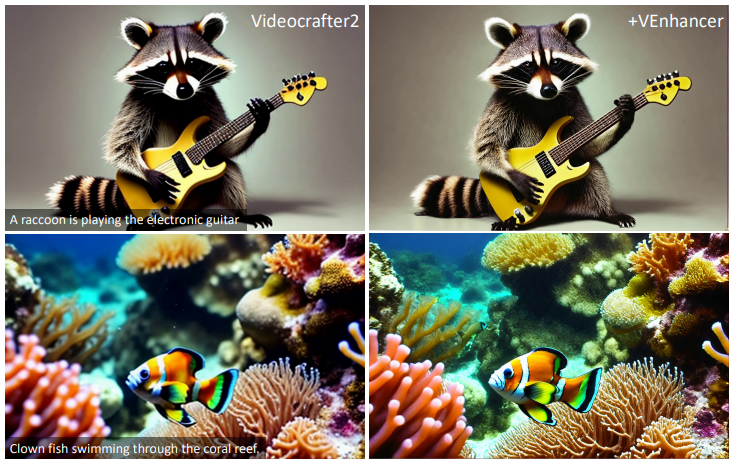 Videocrafter2
+VEnhancer
A raccoon is playing the electronic guitar
Clown fish swimming through the coral reef.